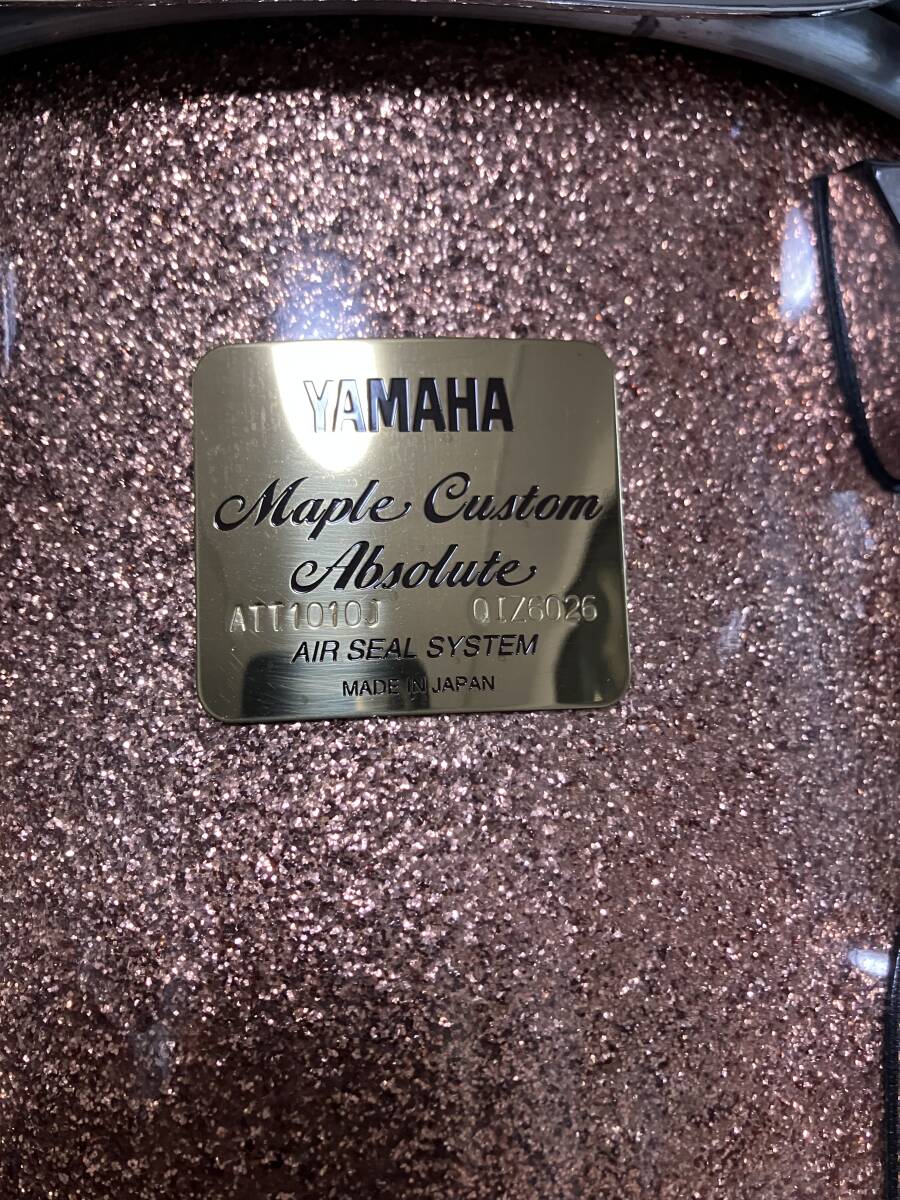 YAMAHA
Maple Custom
Absolute
ATT1010J QIZ6026
AIR SEAL SYSTEM
MADE IN JAPAN